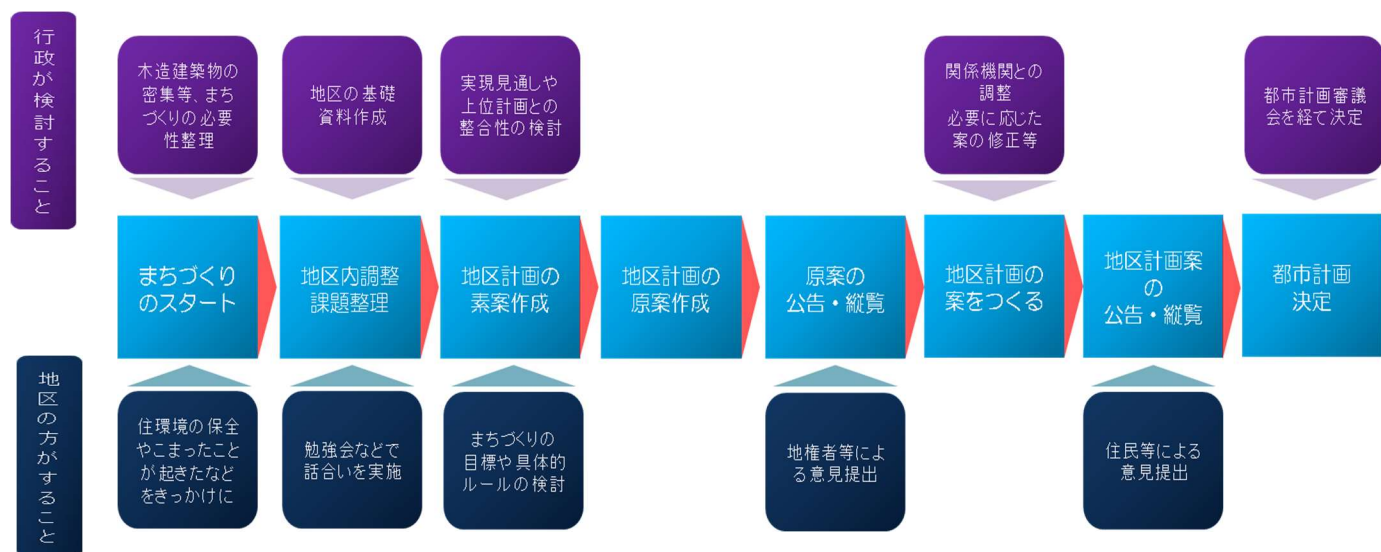 行政が検討すること
木造建築物の
密集等、まち
づくりの必要
性整理
地区の基礎
資料作成
実現見通しや
上位計画との
整合性の検討
関係機関との
調整
必要に応じた
案の修正等
都市計画審議
会を経て決定
まちづくり
のスタート
地区内調整
課題整理
地区計画の
素案作成
地区計画の
原案作成
原案の
公告・縦覧
地区計画の
案をつくる
地区計画案
の
公告・縦覧
都市計画
決定
地区の方がすること
住環境の保全
やこまったこと
が起きたなど
をきっかけに
勉強会などで
話合いを実施
まちづくりの
目標や具体的
ルールの検討
地権者等によ
る意見提出
住民等による
意見提出